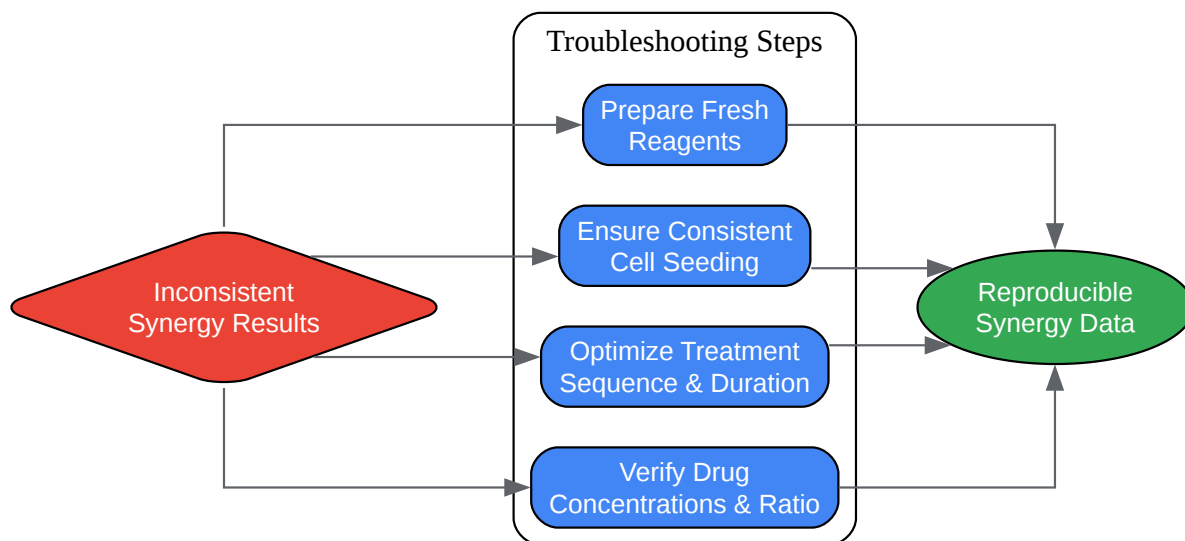 Troubleshooting Steps
Prepare Fresh
Reagents
Ensure Consistent
Cell Seeding
Inconsistent
Synergy Results
Reproducible
Synergy Data
Optimize Treatment
Sequence & Duration
Verify Drug
Concentrations & Ratio